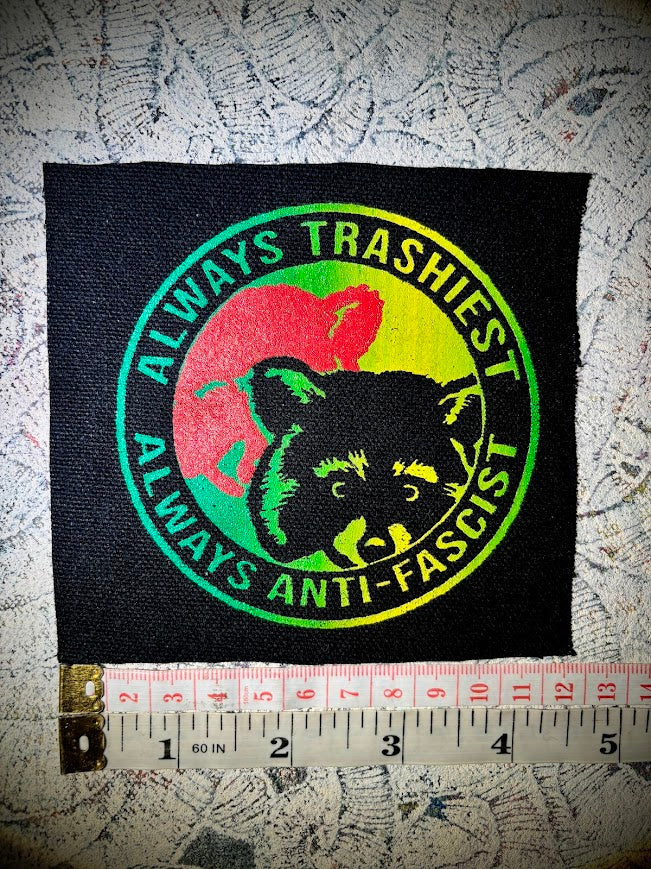 ALWAYS TRASHIEST
ALWAYS ANTI-FASCIST
2 3 4 5 6 7 8 9 10 11 12 13 14
1 60 IN 2 3 4 5